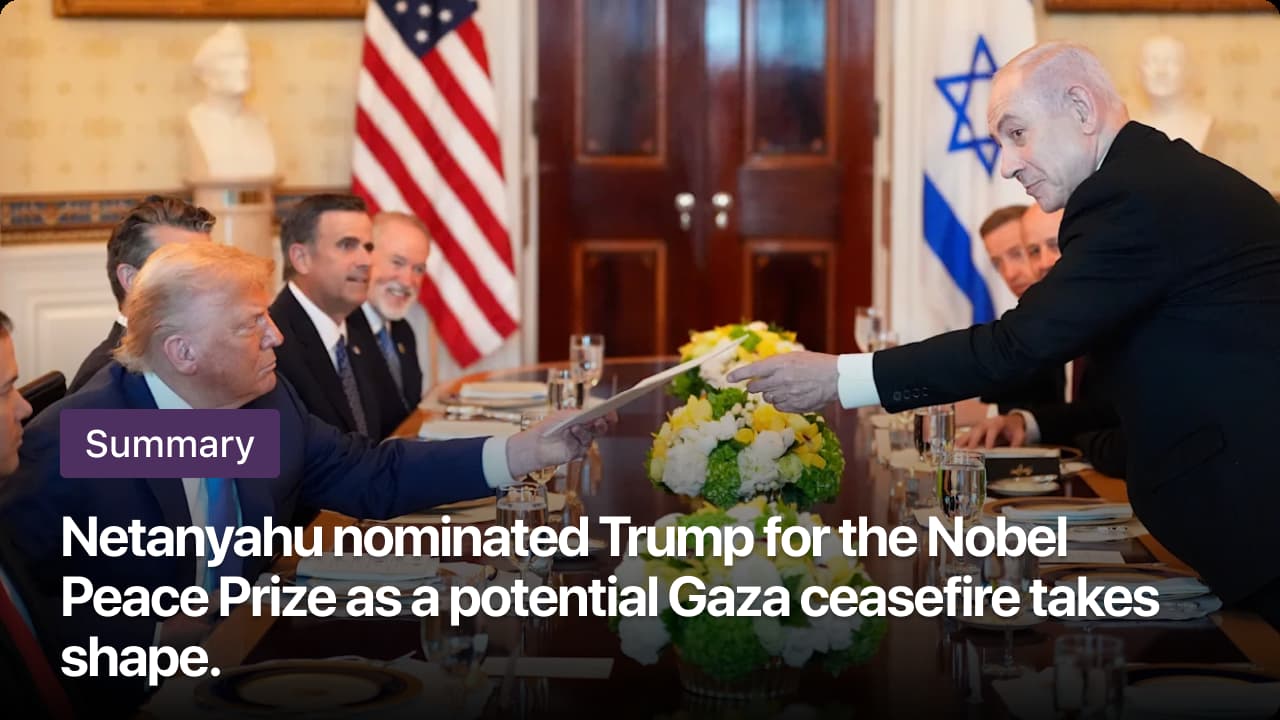 Summary
Netanyahu nominated Trump for the Nobel
Peace Prize as a potential Gaza ceasefire takes
shape.